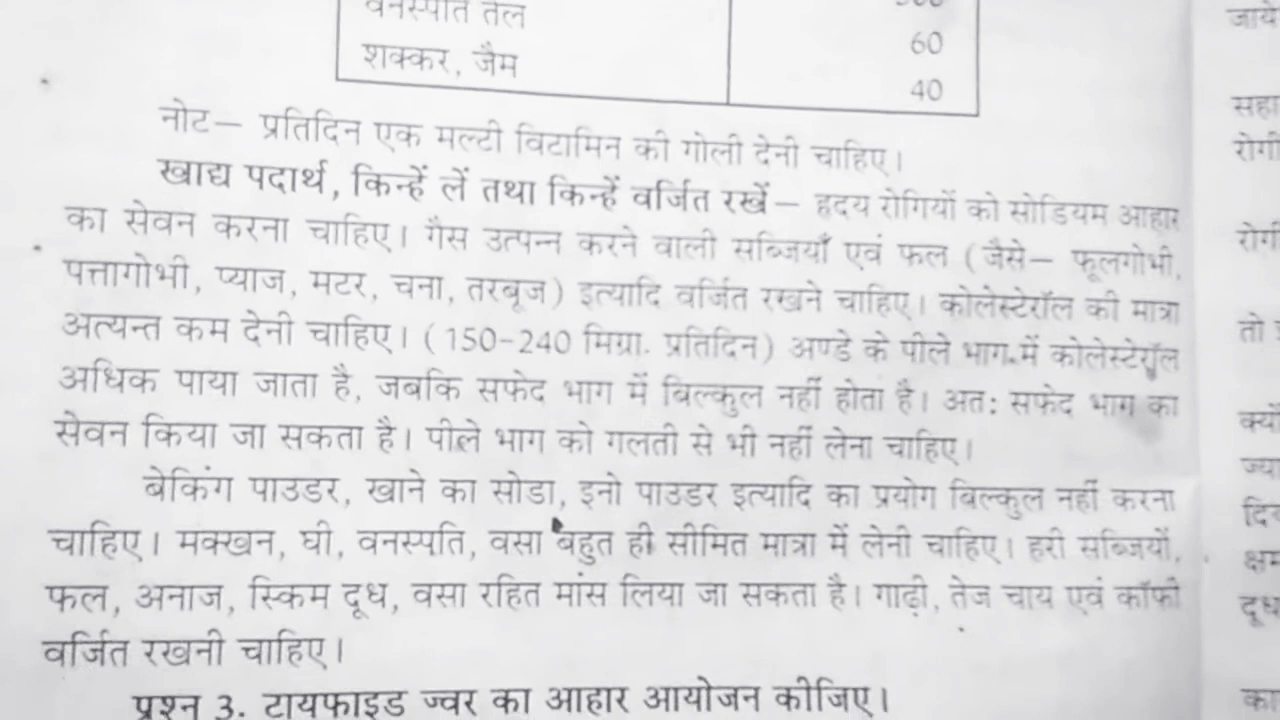 वनस्पति तेल
60
शक्कर, जैम
40
नोट— प्रतिदिन एक मल्टी विटामिन की गोली देनी चाहिए।
खाद्य पदार्थ, किन्हें लें तथा किन्हें वर्जित रखें— हृदय रोगियों को सोडियम आहार
का सेवन करना चाहिए। गैस उत्पन्न करने वाली सब्जियाँ एवं फल (जैसे— फूलगोभी,
पत्तागोभी, प्याज, मटर, चना, तरबूज) इत्यादि वर्जित रखने चाहिए। कोलेस्टेरॉल की मात्रा
अत्यन्त कम देनी चाहिए। (150-240 मिग्रा. प्रतिदिन) अण्डे के पीले भाग में कोलेस्टेरॉल
अधिक पाया जाता है, जबकि सफेद भाग में बिल्कुल नहीं होता है। अतः सफेद भाग का
सेवन किया जा सकता है। पीले भाग को गलती से भी नहीं लेना चाहिए।
बेकिंग पाउडर, खाने का सोडा, इनो पाउडर इत्यादि का प्रयोग बिल्कुल नहीं करना
चाहिए। मक्खन, घी, वनस्पति, वसा बहुत ही सीमित मात्रा में लेनी चाहिए। हरी सब्जियों,
फल, अनाज, स्किम दूध, वसा रहित मांस लिया जा सकता है। गाढ़ी, तेज चाय एवं कॉफी
वर्जित रखनी चाहिए।
प्रश्न 3. टायफाइड ज्वर का आहार आयोजन कीजिए।
रोगी
तो